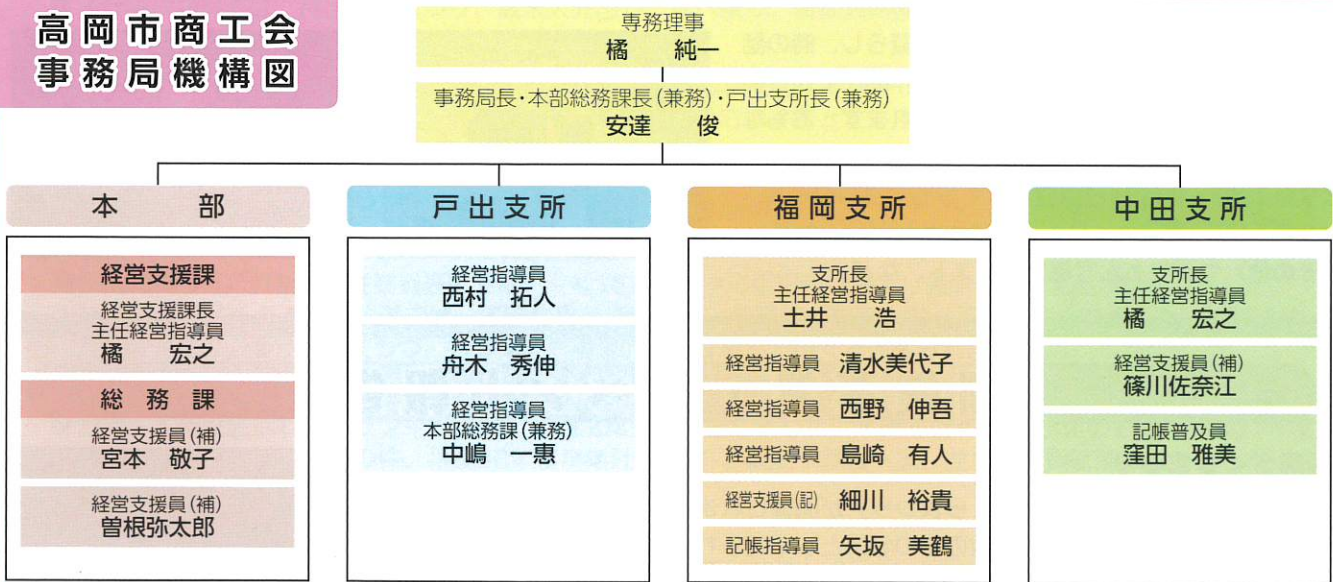 高岡市商工会
事務局機構図
専務理事
橘　純一
事務局長・本部総務課長(兼務)・戸出支所長(兼務)
安達　俊
本　部
経営支援課
経営支援課長
主任経営指導員
橘　宏之
総務課
経営支援員(補)
宮本　敬子
経営支援員(補)
曽根弥太郎
戸出支所
経営指導員
西村　拓人
経営指導員
舟木　秀伸
経営指導員
本部総務課(兼務)
中嶋　一惠
福岡支所
支所長
主任経営指導員
土井　浩
経営指導員　清水美代子
経営指導員　西野　伸吾
経営指導員　島崎　有人
経営支援員(記)　細川　裕貴
記帳指導員　矢坂　美鶴
中田支所
支所長
主任経営指導員
橘　宏之
経営支援員(補)
篠川佐奈江
記帳普及員
窪田　雅美